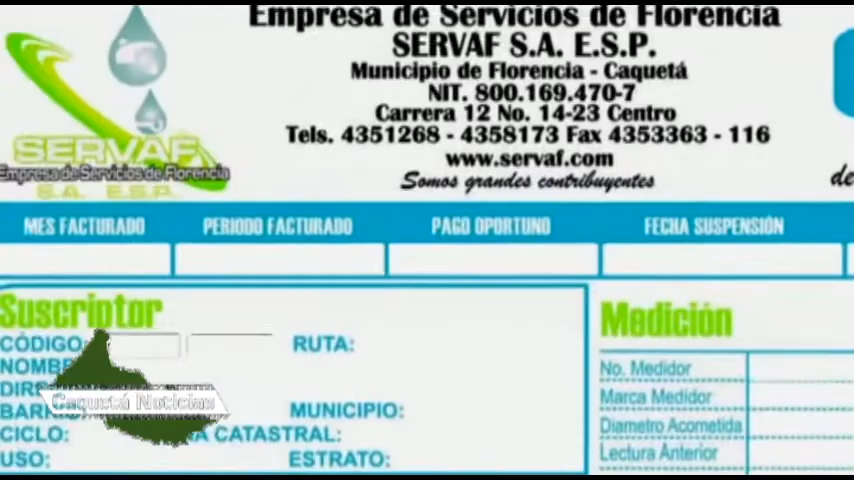 Empresa de Servicios de Florencia
SERVAF S.A. E.S.P.
Municipio de Florencia - Caquetá
NIT. 800.169.470-7
Carrera 12 No. 14-23 Centro
Tels. 4351268 - 4358173 Fax 4353363 - 116
www.servaf.com
Somos grandes contribuyentes
de
SERVAF
Empresa de Servicios de Florencia
S.A. E.S.P.
MES FACTURADO PERIODO FACTURADO PAGO OPORTUNO FECHA SUSPENSIÓN
Suscriptor
CÓDIGO RUTA:
MUNICIPIO:
CICLO: CATASTRAL:
USO: ESTRATO:
Caquetá Noticias
Medición
No. Medidor
Marca Medidor
Diametro Acometida
Lectura Anterior